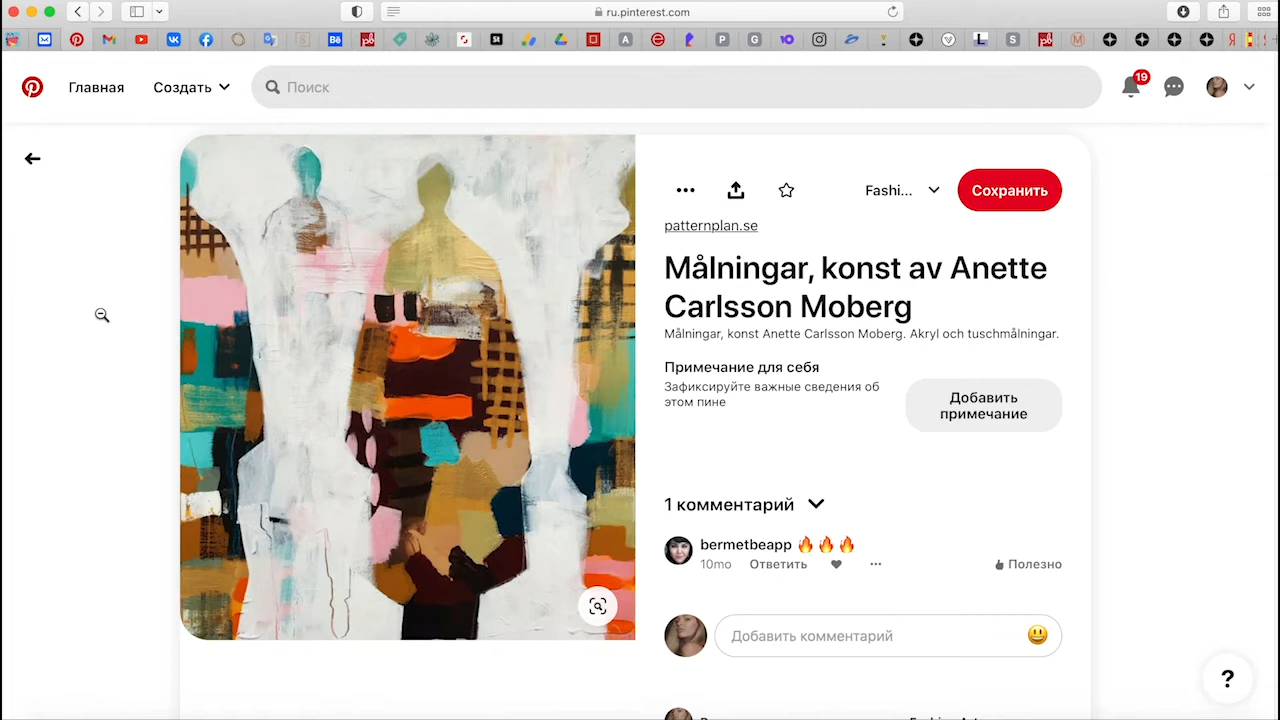 ru.pinterest.com
Главная
Создать
Поиск
19
Fashi...
Сохранить
patternplan.se
Målningar, konst av Anette
Carlsson Moberg
Målningar, konst Anette Carlsson Moberg. Akryl och tuschmålningar.
Примечание для себя
Зафиксируйте важные сведения об
этом пине
Добавить
примечание
1 комментарий
bermetbeapp 🔥🔥🔥
10mo
Ответить
Полезно
Добавить комментарий
?